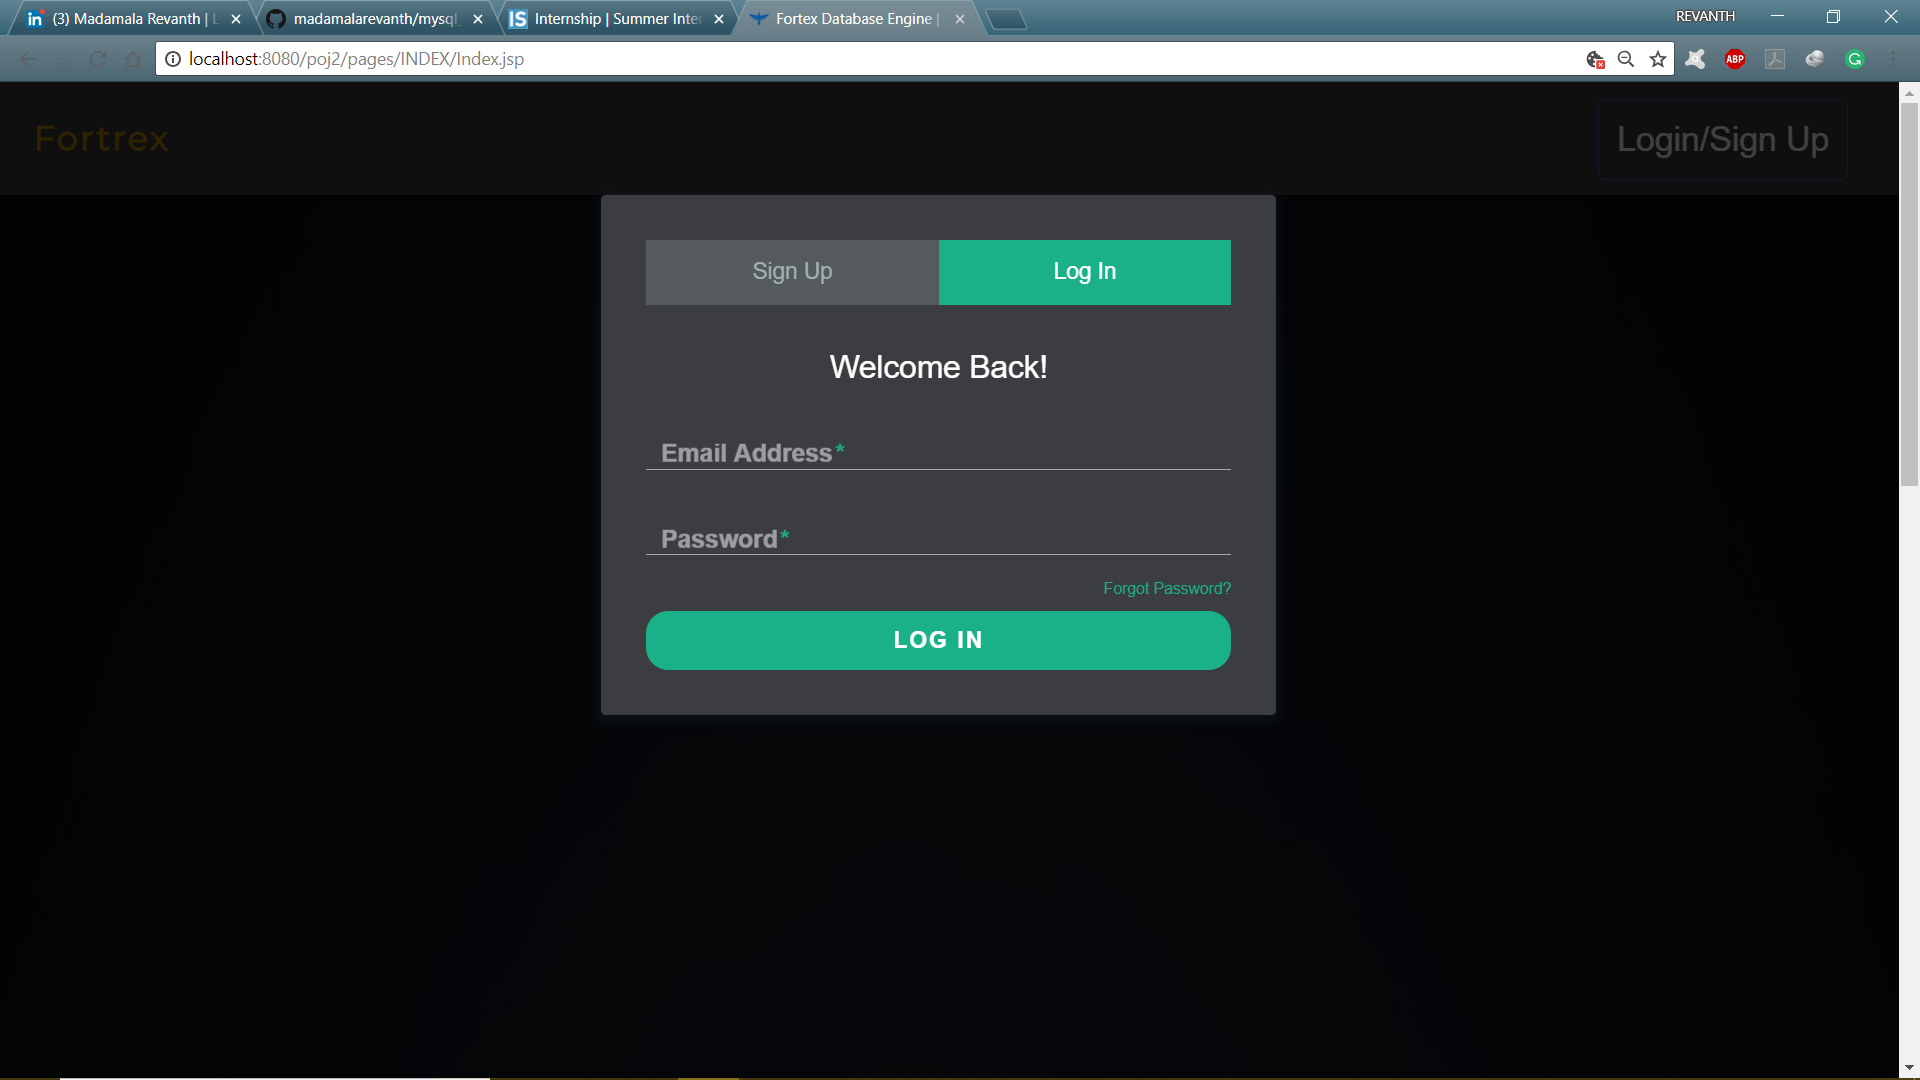 (3) Madamala Revanth | L
madamalarevanth/mysql
Internship | Summer Inter
Fortex Database Engine |
REVANTH
localhost:8080/poj2/pages/INDEX/Index.jsp
ABP
Fortrex
Login/Sign Up
Sign Up
Log In
Welcome Back!
Email Address*
Password*
Forgot Password?
LOG IN